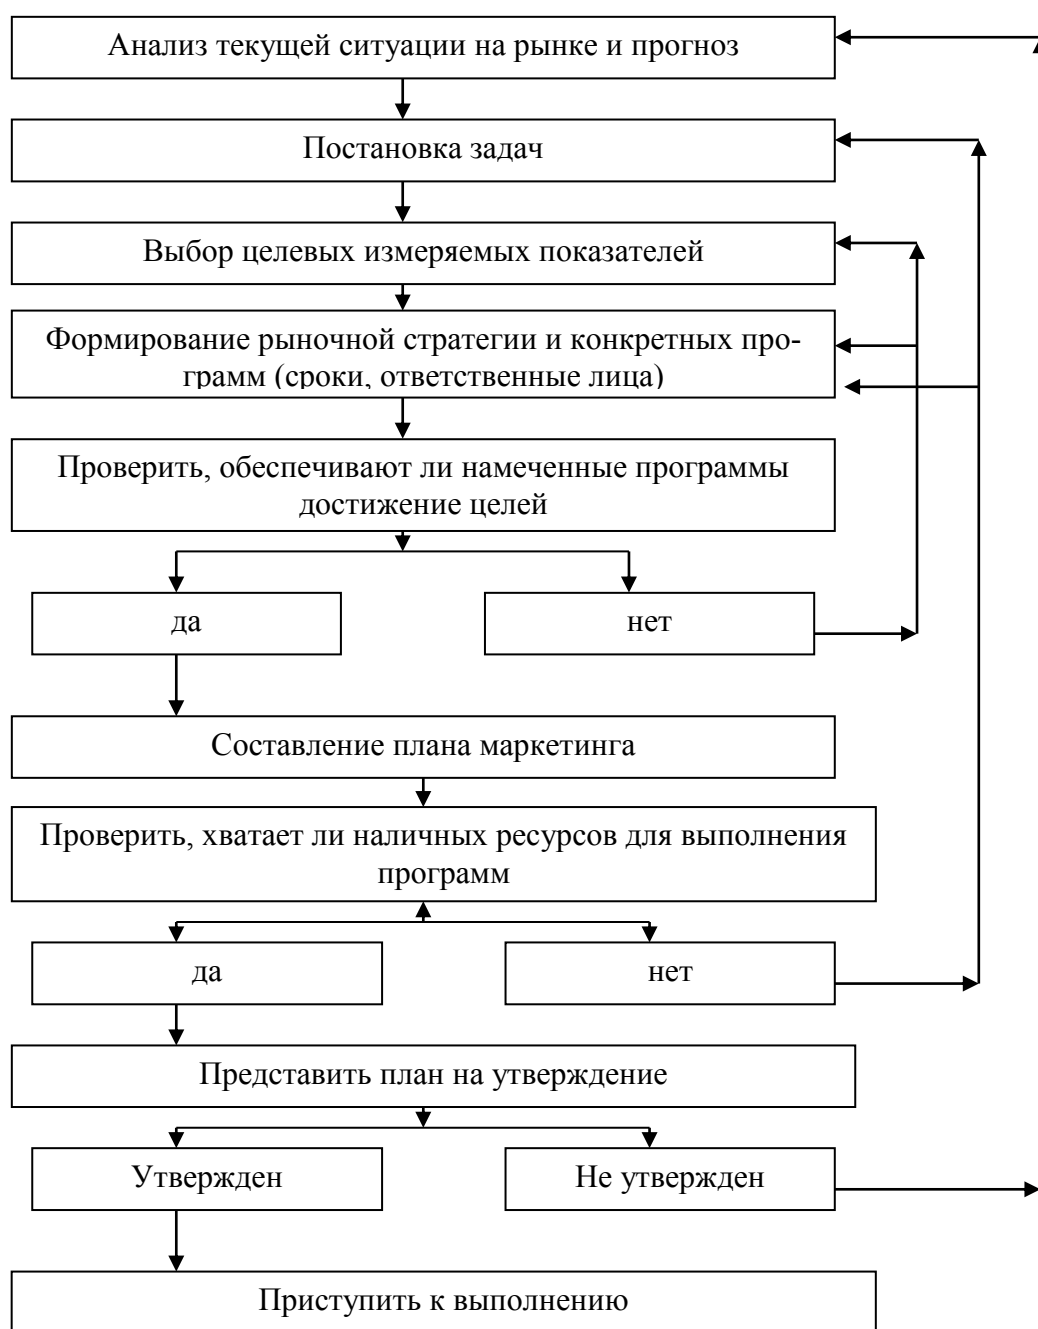 Анализ текущей ситуации на рынке и прогноз
Постановка задач
Выбор целевых измеряемых показателей
Формирование рыночной стратегии и конкретных про-
грамм (сроки, ответственные лица)
Проверить, обеспечивают ли намеченные программы
достижение целей
да
нет
Составление плана маркетинга
Проверить, хватает ли наличных ресурсов для выполнения
программ
да
нет
Представить план на утверждение
Утвержден
Не утвержден
Приступить к выполнению